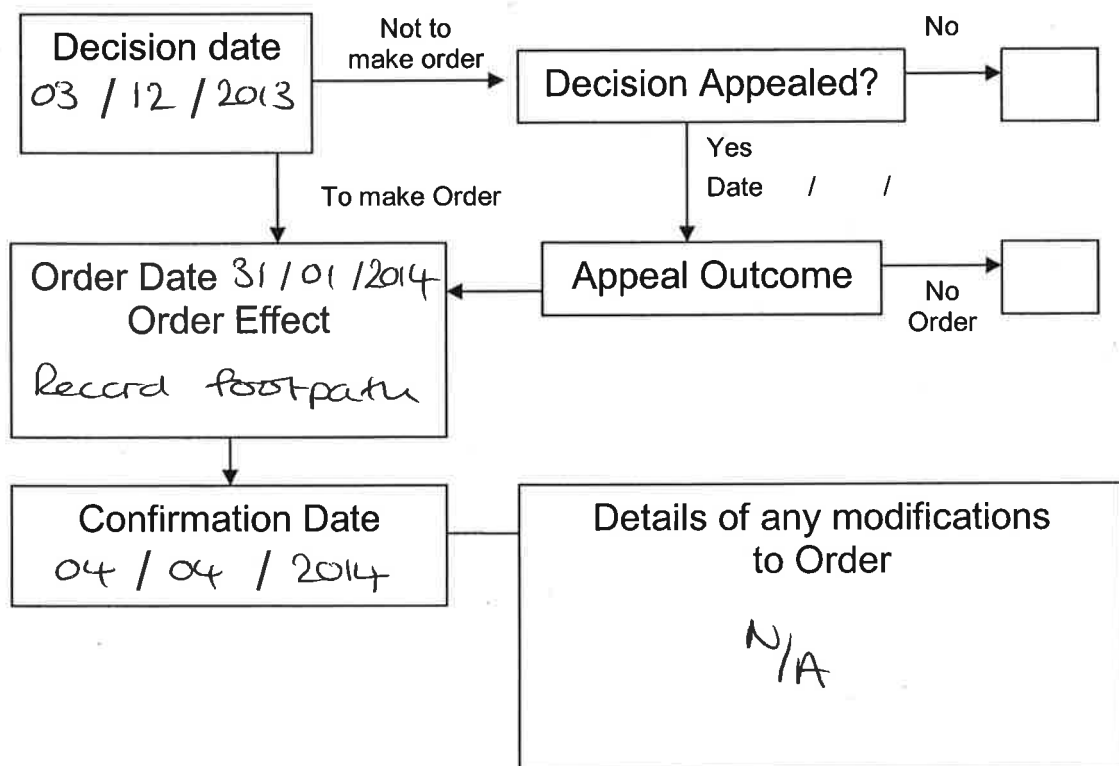 Decision date
03 / 12 / 2013
Not to
make order
Decision Appealed?
No
Yes
Date / /
To make Order
Order Date 31 / 01 / 2014
Order Effect
Record footpath
Appeal Outcome
No
Order
Confirmation Date
04 / 04 / 2014
Details of any modifications
to Order
N/A